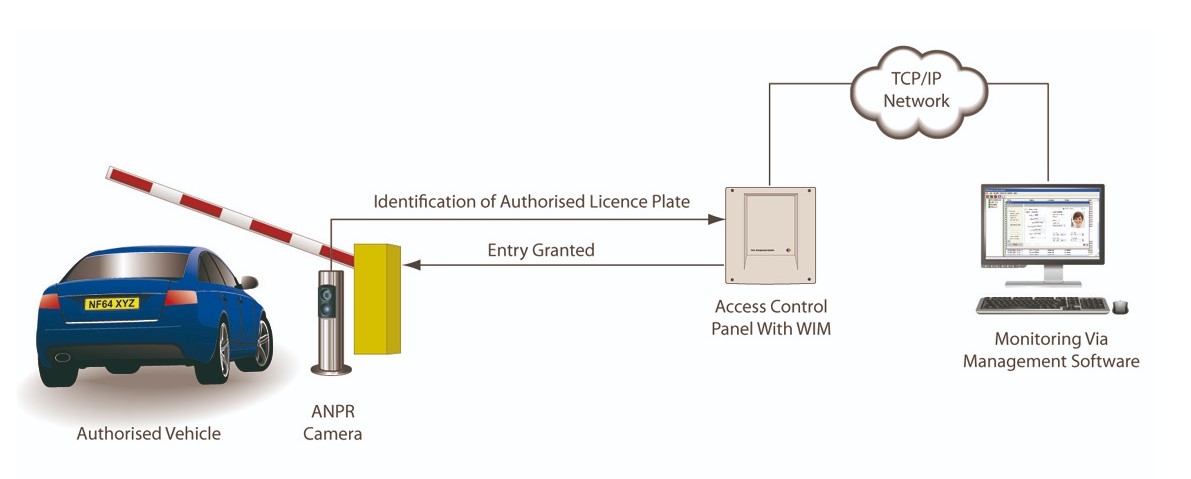 TCP/IP
Network
Identification of Authorised Licence Plate
Entry Granted
NF64 XYZ
Access Control
Panel With WIM
Monitoring Via
Management Software
ANPR
Camera
Authorised Vehicle